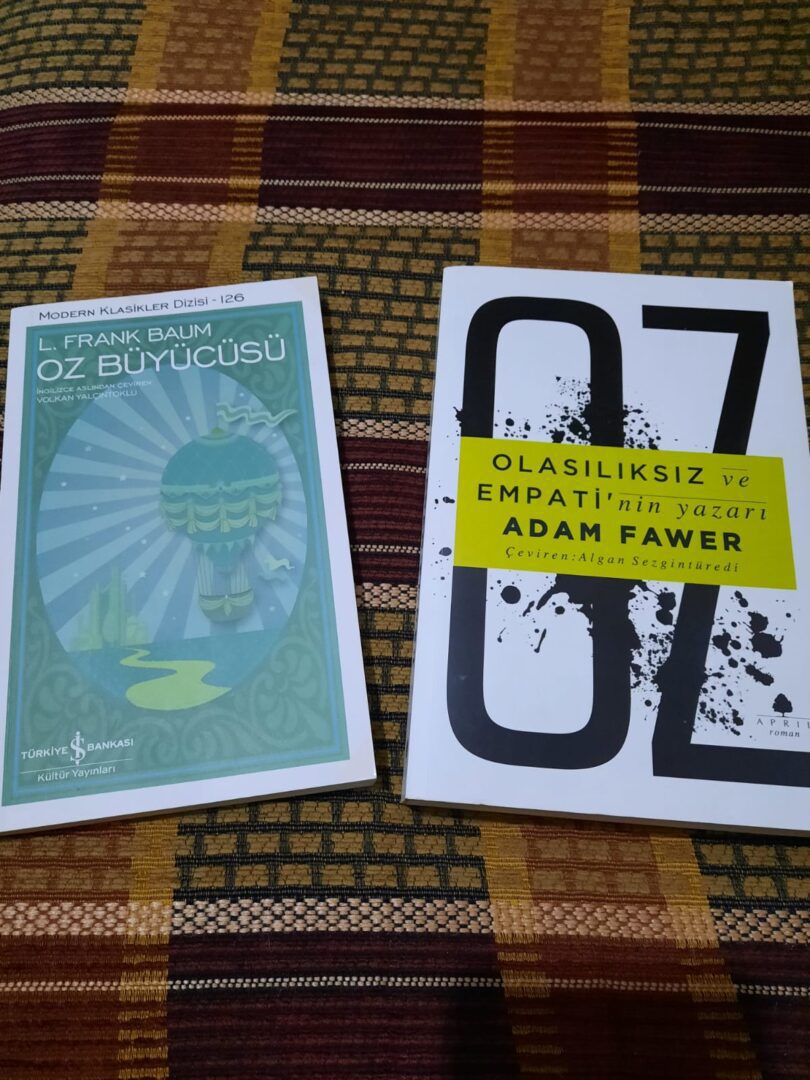 MODERN KLASİKLER DİZİSİ - 126
L. FRANK BAUM
OZ BÜYÜCÜSÜ
İNGİLİZCE ASLINDAN ÇEVİREN
VOLKAN YALÇINTOKLU
TÜRKİYE İŞ BANKASI
Kültür Yayınları
OZ
OLASILIKSIZ ve
EMPATİ'nin yazarı
ADAM FAWER
Çeviren: Algan Sezgintüredi
APRIL
roman